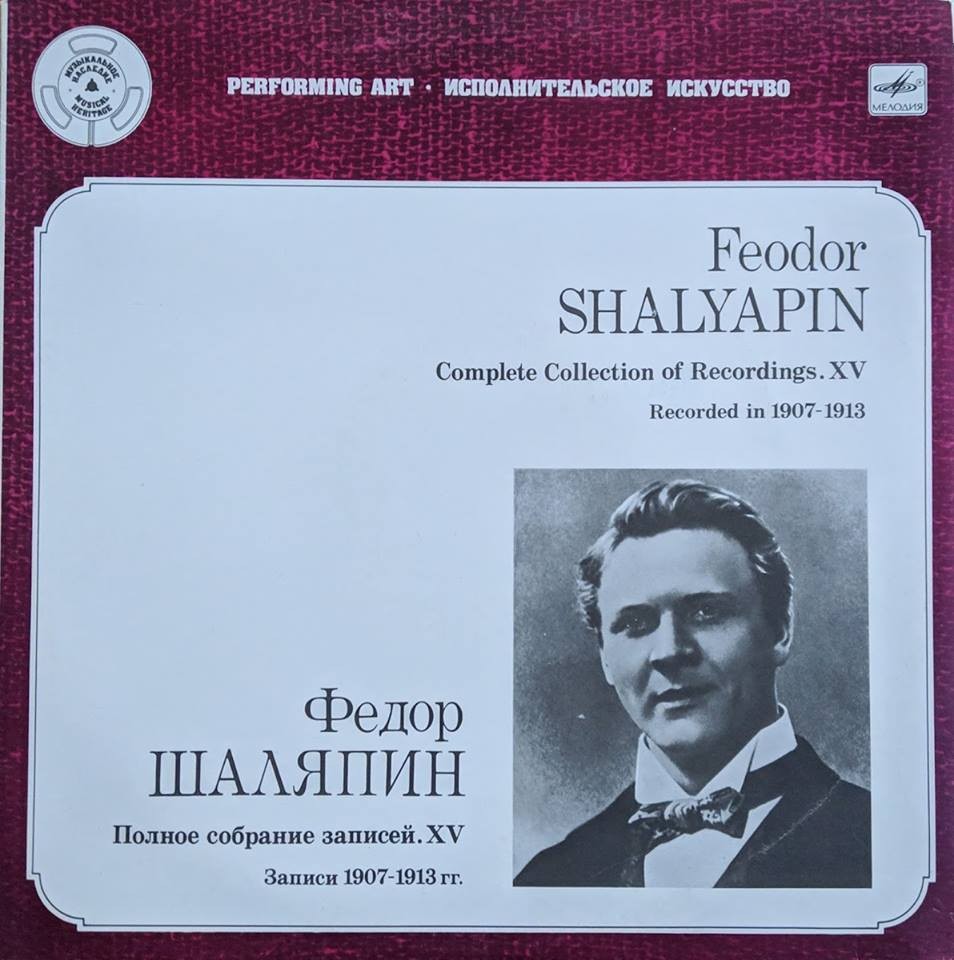 МУЗЫКАЛЬНОЕ
НАСЛЕДИЕ
MUSICAL
HERITAGE
PERFORMING ART · ИСПОЛНИТЕЛЬСКОЕ ИСКУССТВО
МЕЛОДИЯ
Feodor
SHALYAPIN
Complete Collection of Recordings. XV
Recorded in 1907-1913
Федор
ШАЛЯПИН
Полное собрание записей. XV
Записи 1907-1913 гг.